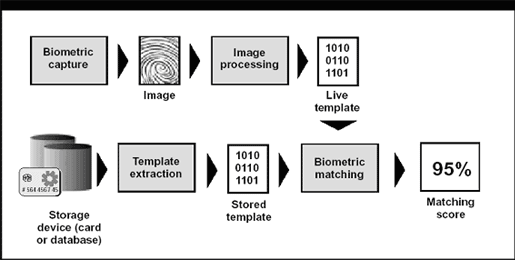 Biometric
capture
Image
Image
processing
1010
0110
1101
Live
template
Storage
device (card
or database)
Template
extraction
1010
0110
1101
Stored
template
Biometric
matching
95%
Matching
score